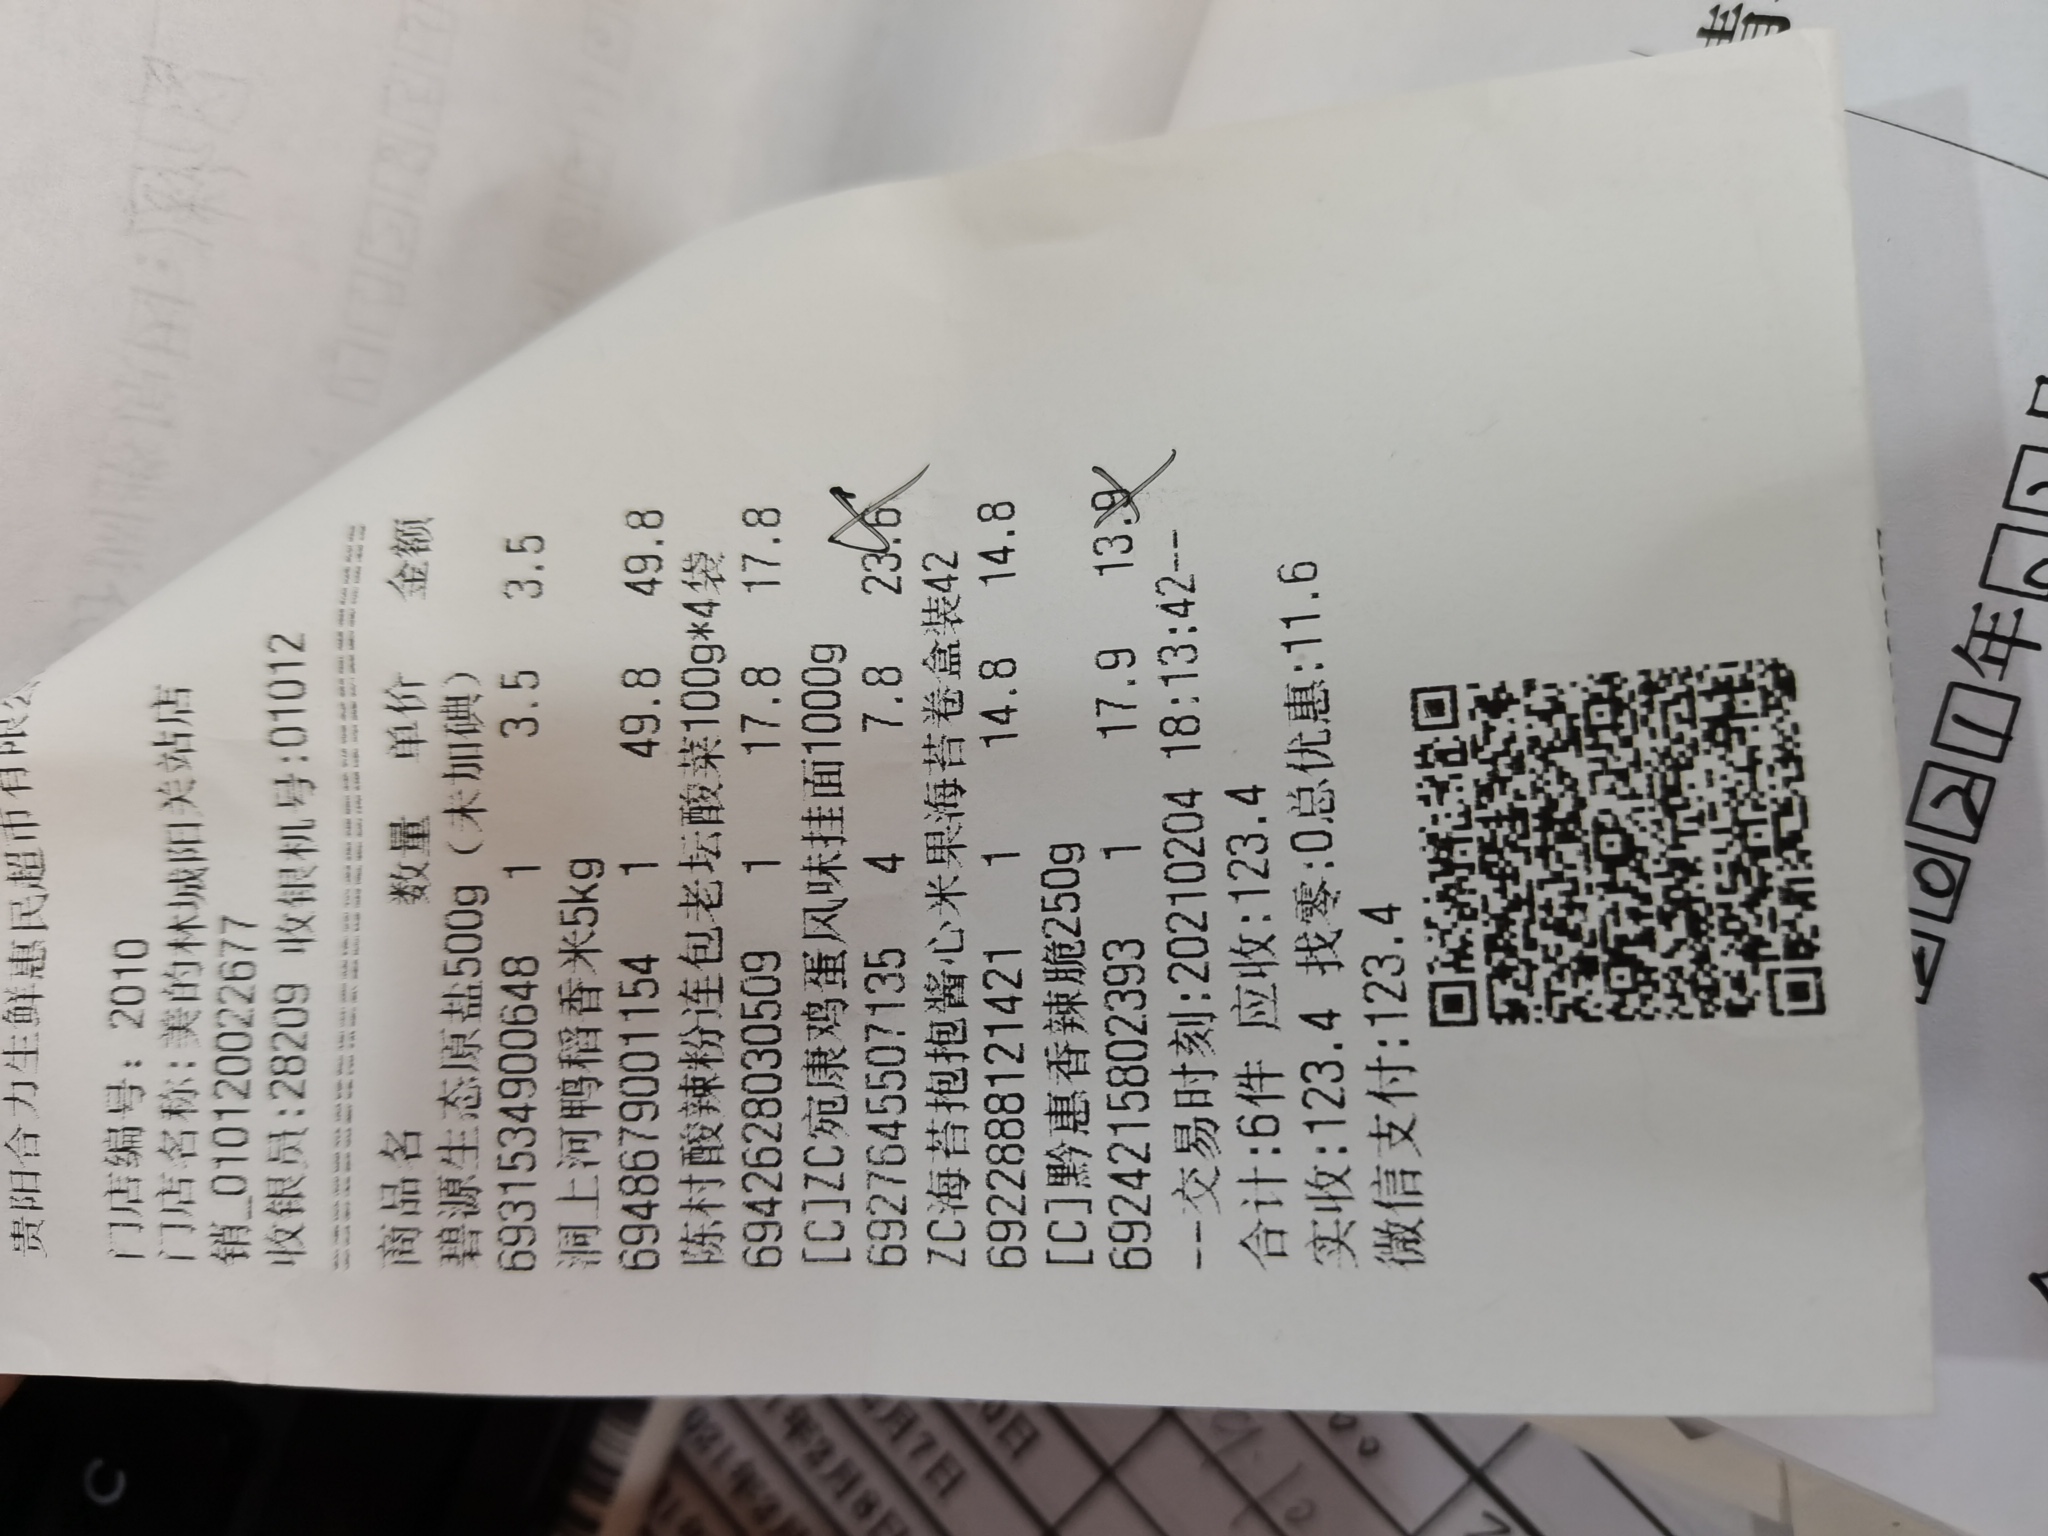 贵阳合力生鲜惠民超市有限公
门店编号: 2010
门店名称:美的林城阳关站店
销_010120022677
收银员:28209 收银机号:01012
商品名 数量 单价 金额
碧源生态原盐500g（未加碘）
6931534900648 1 3.5 3.5
洞上河鸭稻香米5kg
6948679001154 1 49.8 49.8
陈村酸辣粉连包老坛酸菜100g*4袋
6942628030509 1 17.8 17.8
[C]ZC宛康鸡蛋风味挂面1000g
6927645507135 4 7.8 23.6
ZC海苔抱抱酱心米果海苔卷盒装42
6922888121421 1 14.8 14.8
[C]黔惠香辣脆250g
6924215802393 1 17.9 13.9
---交易时刻:20210204 18:13:42---
合计:6件 应收:123.4
实收:123.4 找零:0总优惠:11.6
微信支付:123.4
2021年